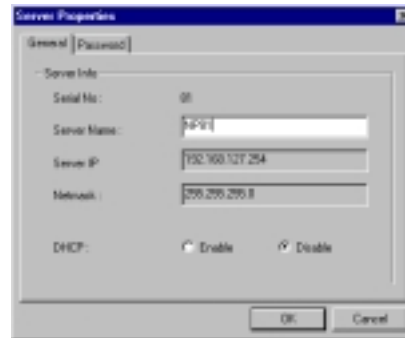 Server Properties
General Password
Server Info
Serial No : 01
Server Name : NP01
Server IP 192.168.127.254
Netmask : 255.255.255.0
DHCP : Enable Disable
OK Cancel